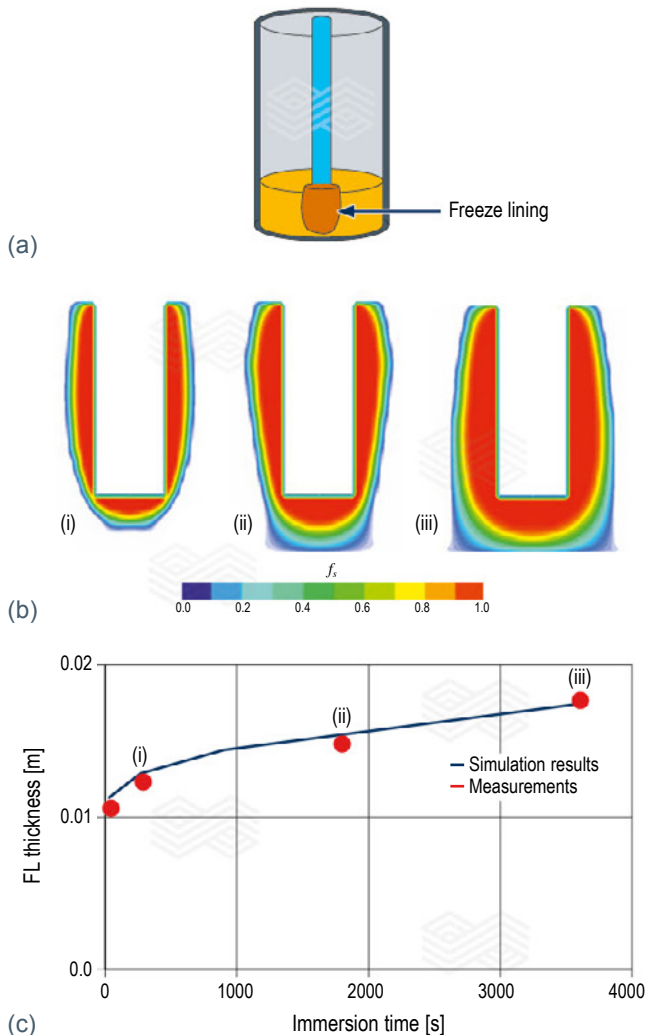 Freeze lining
(a)
(i) (ii) (iii)
fs
0.0 0.2 0.4 0.6 0.8 1.0
(b)
0.02
(iii)
(ii)
(i)
Simulation results
Measurements
FL thickness [m]
0.01
0.0
0 1000 2000 3000 4000
Immersion time [s]
(c)